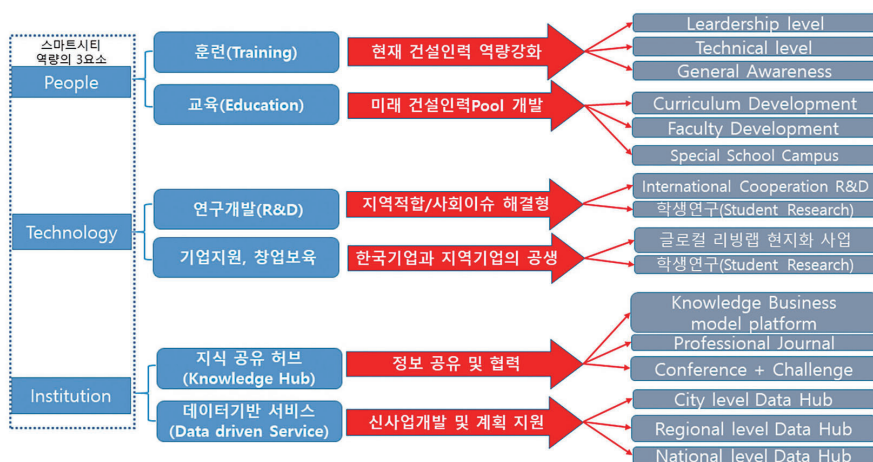 스마트시티
역량의 3요소
People
훈련(Training)
현재 건설인력 역량강화
Leardership level
Technical level
General Awareness
교육(Education)
미래 건설인력Pool 개발
Curriculum Development
Faculty Development
Special School Campus
Technology
연구개발(R&D)
지역적합/사회이슈 해결형
International Cooperation R&D
학생연구(Student Research)
기업지원, 창업보육
한국기업과 지역기업의 공생
글로컬 리빙랩 현지화 사업
학생연구(Student Research)
Institution
지식 공유 허브
(Knowledge Hub)
정보 공유 및 협력
Knowledge Business
model platform
Professional Journal
Conference + Challenge
데이터기반 서비스
(Data driven Service)
신사업개발 및 계획 지원
City level Data Hub
Regional level Data Hub
National level Data Hub